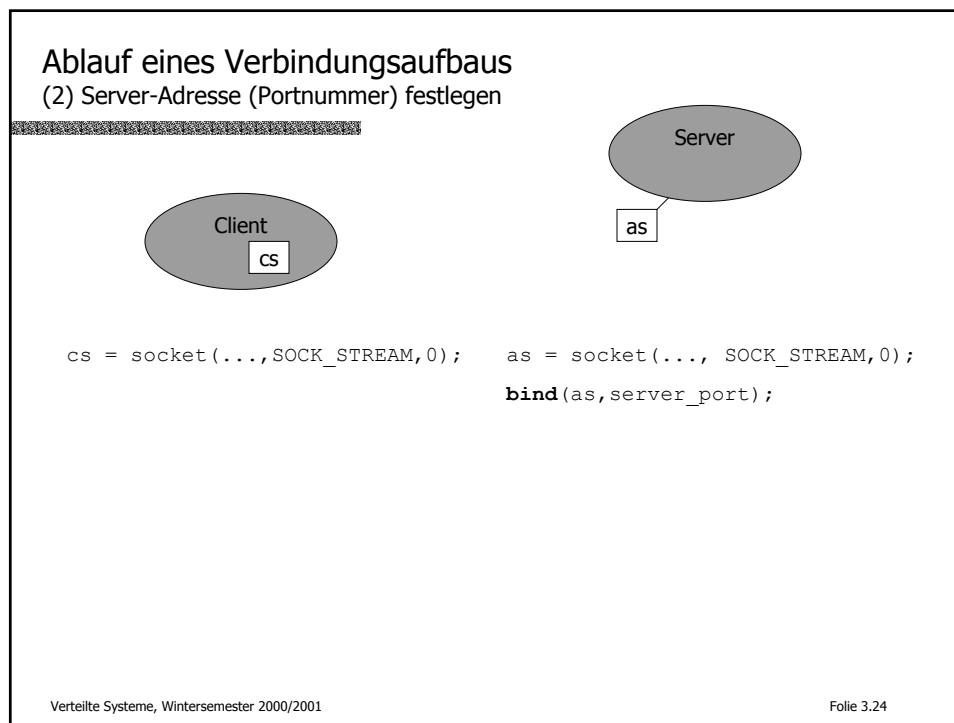 Ablauf eines Verbindungsaufbaus
(2) Server-Adresse (Portnummer) festlegen
Server
as
Client
cs
cs = socket(...,SOCK_STREAM,0);
as = socket(..., SOCK_STREAM,0);
bind(as,server_port);
Verteilte Systeme, Wintersemester 2000/2001
Folie 3.24